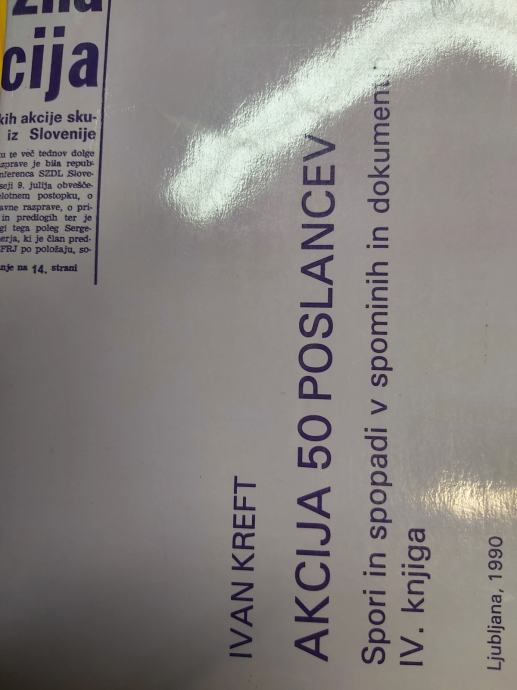 cija
kih akcije sku-
iz Slovenije
u te več tednov dolge
zprave je bila repub-
nferenca SZDL Slove-
seji 9. julija obvešče-
elotnem postopku, o
avne razprave, o pri-
in predlogih ter je
gi tega poleg Serge-
erja, ki je član pred-
FRJ po položaju, so-
nje na 14. strani
IVAN KREFT
AKCIJA 50 POSLANCEV
Spori in spopadi v spominih in dokument
IV. knjiga
Ljubljana, 1990